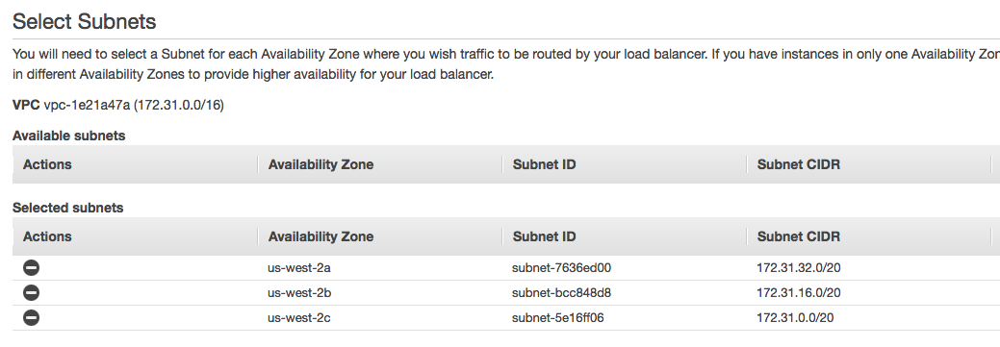 Select Subnets
You will need to select a Subnet for each Availability Zone where you wish traffic to be routed by your load balancer. If you have instances in only one Availability Zon
in different Availability Zones to provide higher availability for your load balancer.
VPC vpc-1e21a47a (172.31.0.0/16)
Available subnets
Actions Availability Zone Subnet ID Subnet CIDR
Selected subnets
Actions Availability Zone Subnet ID Subnet CIDR
us-west-2a subnet-7636ed00 172.31.32.0/20
us-west-2b subnet-bcc848d8 172.31.16.0/20
us-west-2c subnet-5e16ff06 172.31.0.0/20